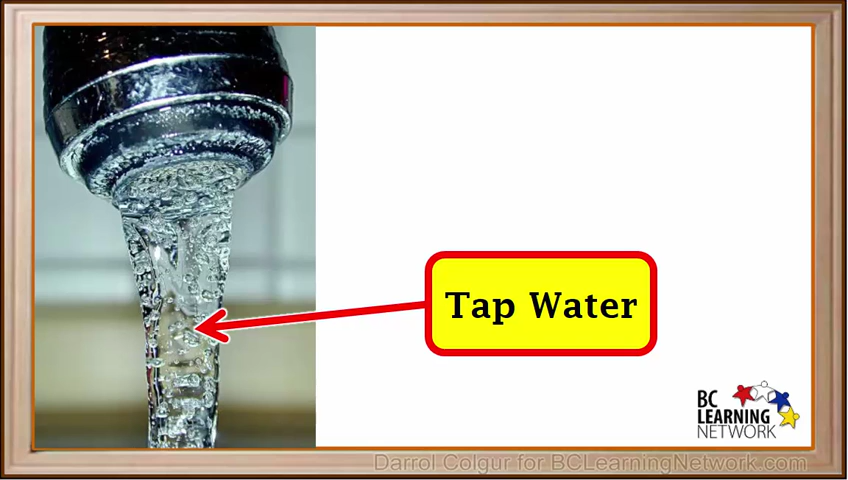 Tap Water
BC
LEARNING
NETWORK
Darrol Colgur for BCLearningNetwork.com